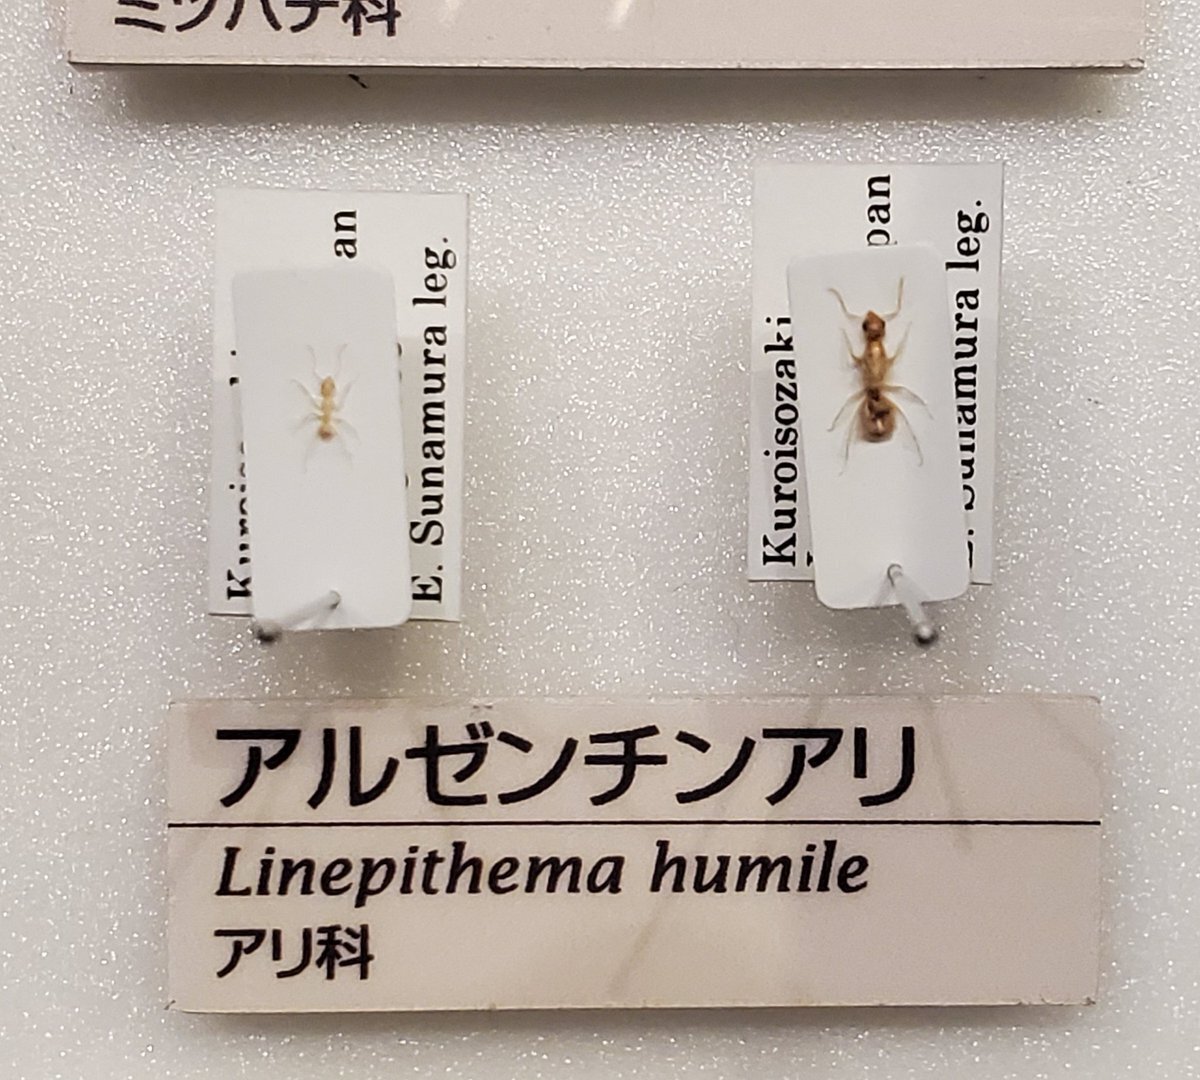 ミツバチ科
an
E. Sunamura leg.
Kuroisozaki
pan
Sunamura leg.
アルゼンチンアリ
Linepithema humile
アリ科